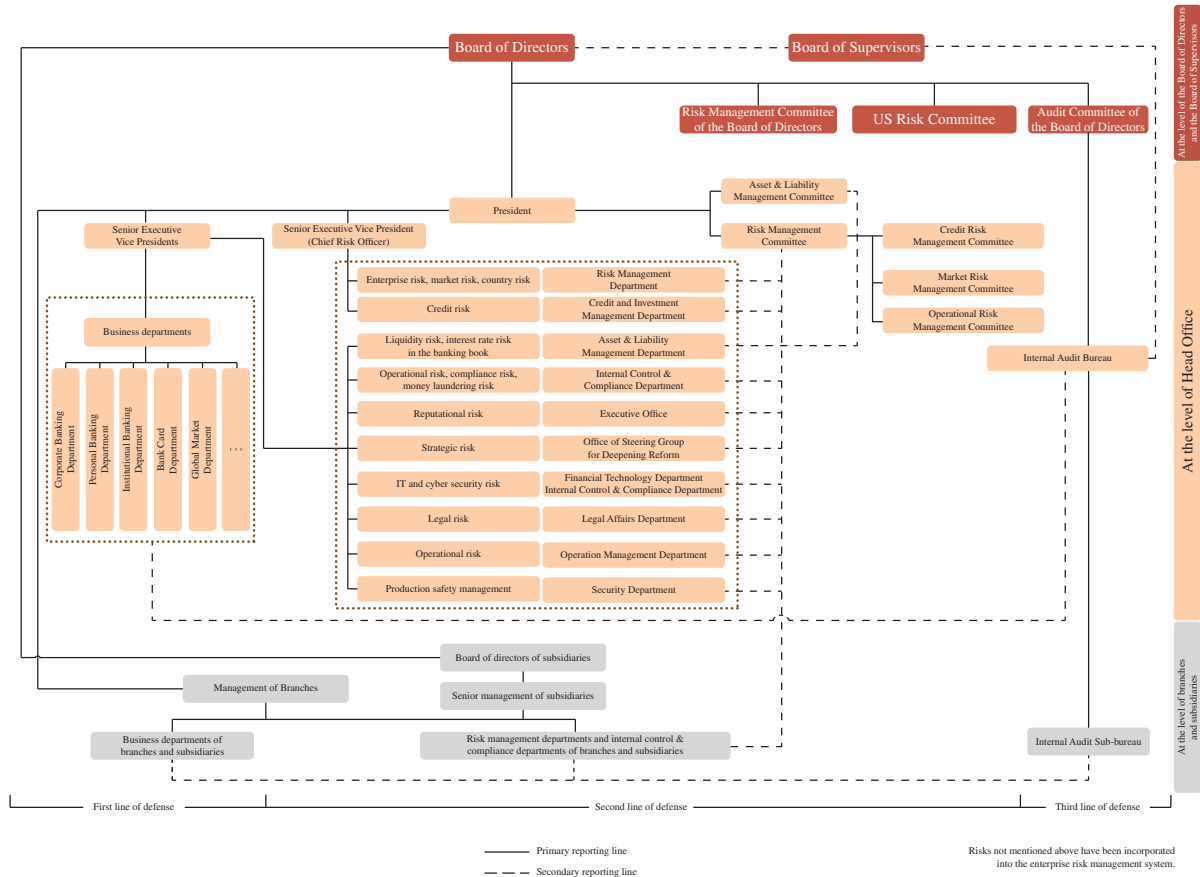 Board of Directors
Board of Supervisors
Risk Management Committee
of the Board of Directors
US Risk Committee
Audit Committee of
the Board of Directors
At the level of the Board of Directors
and the Board of Supervisors
President
Asset & Liability
Management Committee
Risk Management
Committee
Credit Risk
Management Committee
Market Risk
Management Committee
Operational Risk
Management Committee
Senior Executive
Vice Presidents
Senior Executive Vice President
(Chief Risk Officer)
Business departments
Corporate Banking
Department
Personal Banking
Department
Institutional Banking
Department
Bank Card
Department
Global Market
Department
...
Enterprise risk, market risk, country risk
Risk Management
Department
Credit risk
Credit and Investment
Management Department
Liquidity risk, interest rate risk
in the banking book
Asset & Liability
Management Department
Operational risk, compliance risk,
money laundering risk
Internal Control &
Compliance Department
Reputational risk
Executive Office
Strategic risk
Office of Steering Group
for Deepening Reform
IT and cyber security risk
Financial Technology Department
Internal Control & Compliance Department
Legal risk
Legal Affairs Department
Operational risk
Operation Management Department
Production safety management
Security Department
Internal Audit Bureau
At the level of Head Office
Board of directors of subsidiaries
Management of Branches
Senior management of subsidiaries
Business departments of
branches and subsidiaries
Risk management departments and internal control &
compliance departments of branches and subsidiaries
Internal Audit Sub-bureau
At the level of branches
and subsidiaries
First line of defense
Second line of defense
Third line of defense
Primary reporting line
Secondary reporting line
Risks not mentioned above have been incorporated
into the enterprise risk management system.